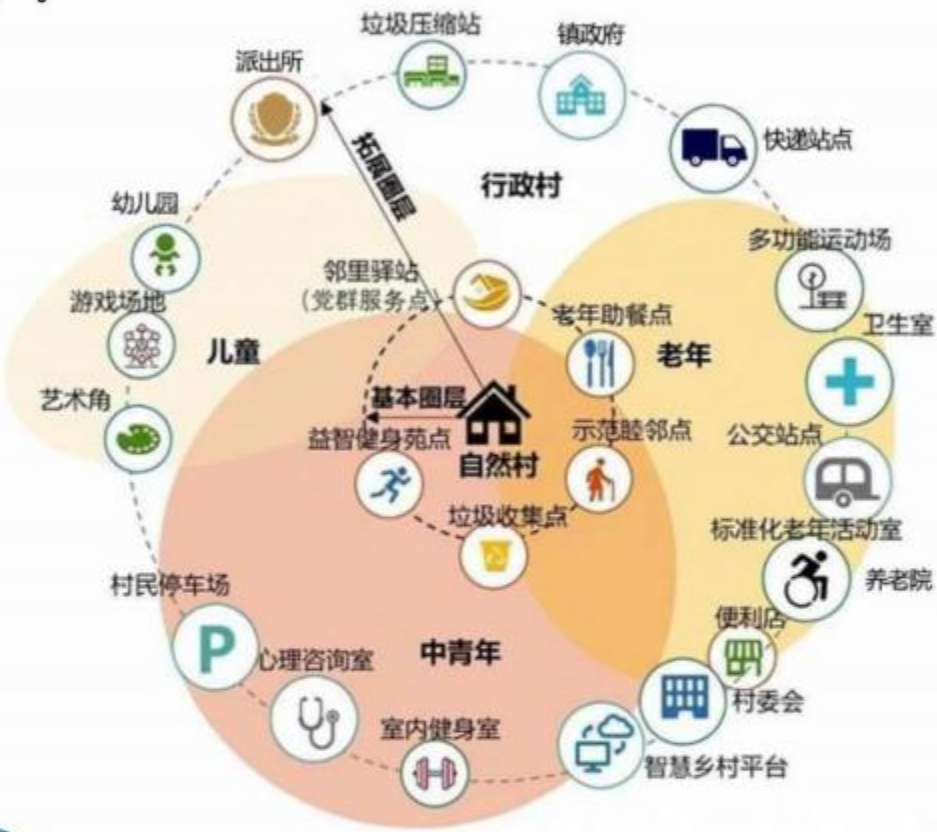 垃圾压缩站
镇政府
派出所
快递站点
拓展圈层
行政村
幼儿园
多功能运动场
邻里驿站
（党群服务点）
游戏场地
老年助餐点
卫生室
儿童
老年
艺术角
基本圈层
益智健身苑点
示范睦邻点
公交站点
自然村
垃圾收集点
标准化老年活动室
养老院
村民停车场
便利店
P
心理咨询室
中青年
村委会
室内健身室
智慧乡村平台